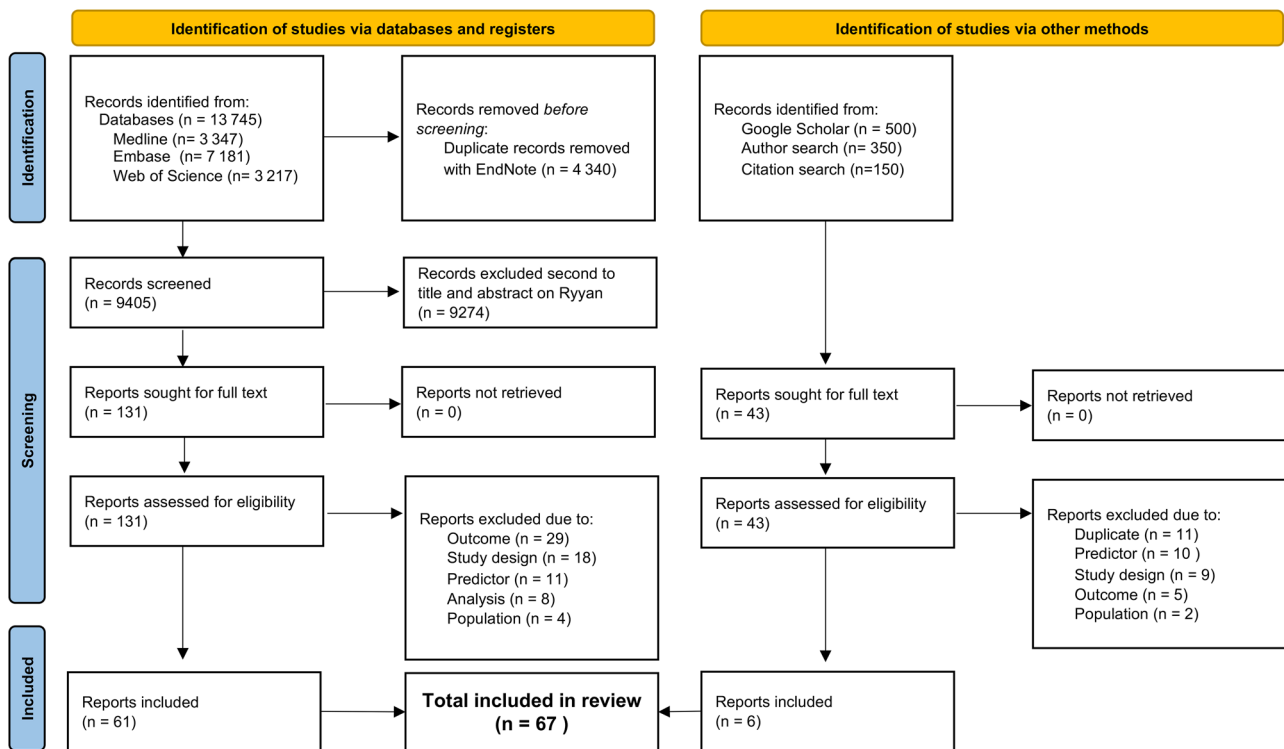 Identification of studies via databases and registers
Identification of studies via other methods
Identification
Records identified from:
Databases (n = 13 745)
Medline (n= 3 347)
Embase (n= 7 181)
Web of Science (n= 3 217)
Records removed before
screening:
Duplicate records removed
with EndNote (n = 4 340)
Records identified from:
Google Scholar (n = 500)
Author search (n= 350)
Citation search (n=150)
Screening
Records screened
(n = 9405)
Records excluded second to
title and abstract on Ryyan
(n = 9274)
Reports sought for full text
(n = 131)
Reports not retrieved
(n = 0)
Reports sought for full text
(n = 43)
Reports not retrieved
(n = 0)
Reports assessed for eligibility
(n = 131)
Reports excluded due to:
Outcome (n = 29)
Study design (n = 18)
Predictor (n = 11)
Analysis (n = 8)
Population (n = 4)
Reports assessed for eligibility
(n = 43)
Reports excluded due to:
Duplicate (n = 11)
Predictor (n = 10 )
Study design (n = 9)
Outcome (n = 5)
Population (n = 2)
Included
Reports included
(n = 61)
Total included in review
(n = 67 )
Reports included
(n = 6)